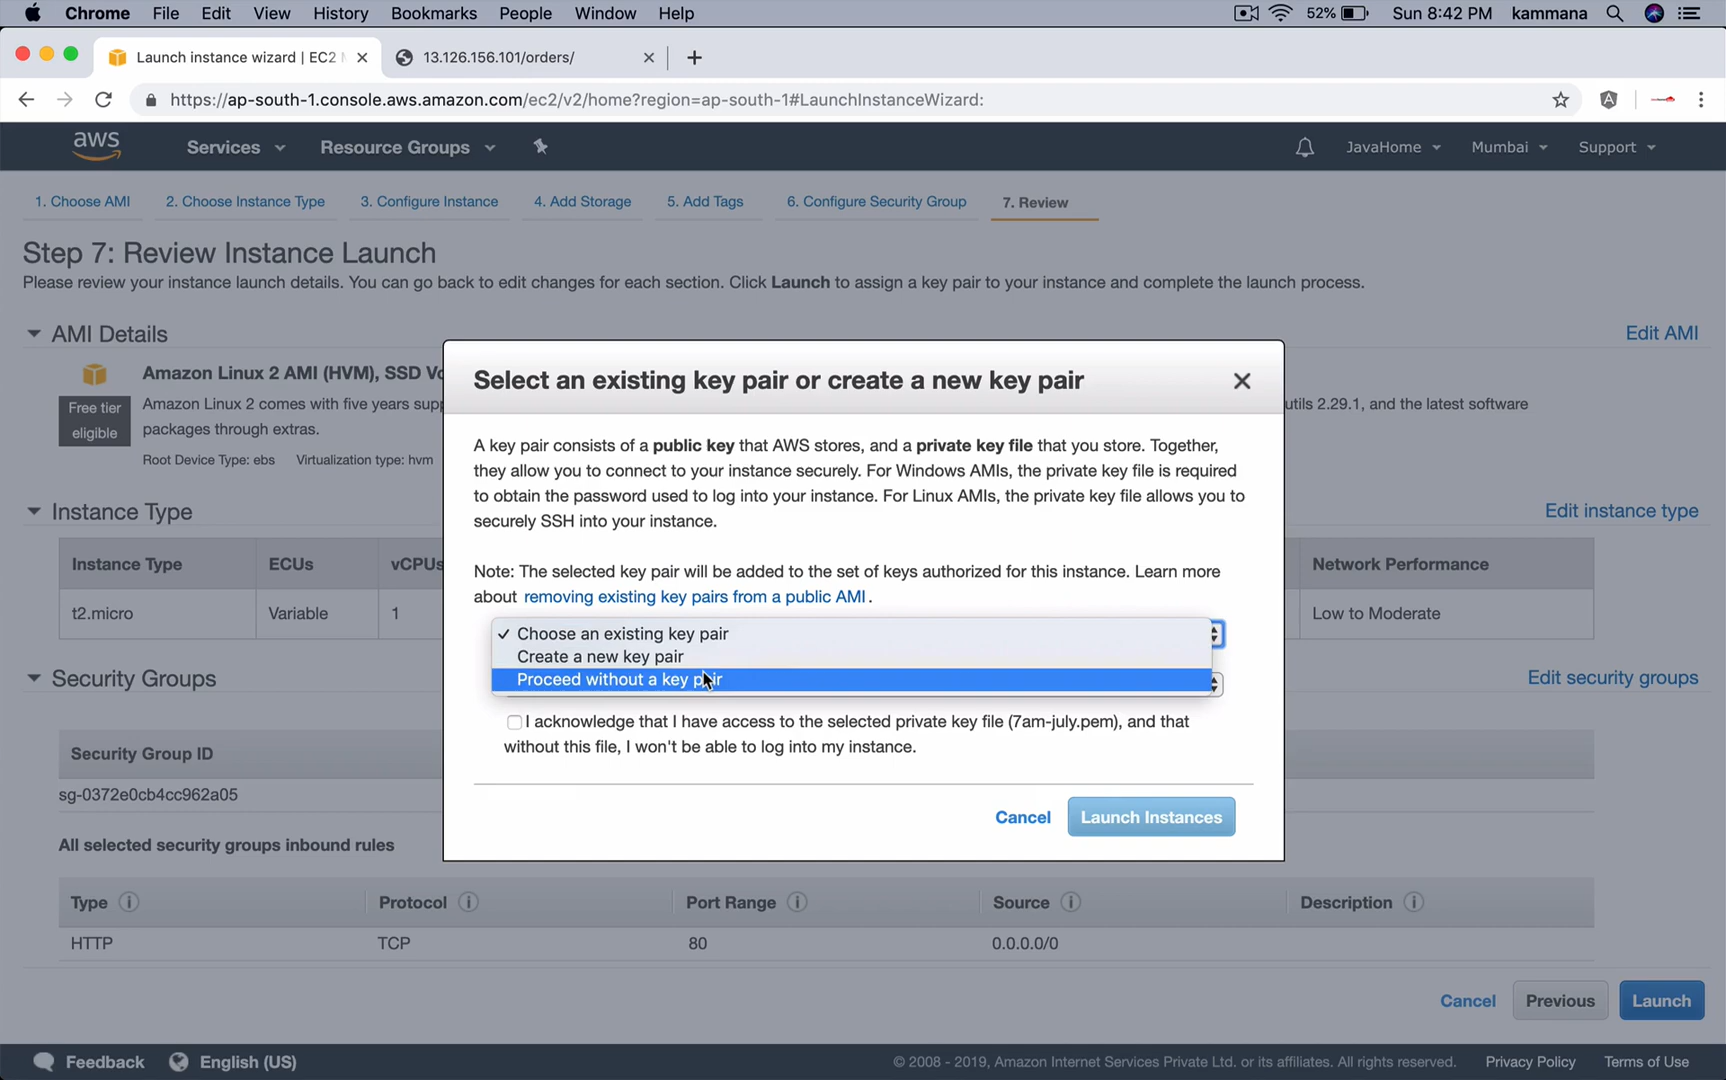 Chrome File Edit View History Bookmarks People Window Help 52% Sun 8:42 PM kammana
Launch instance wizard | EC2 M 13.126.156.101/orders/
https://ap-south-1.console.aws.amazon.com/ec2/v2/home?region=ap-south-1#LaunchInstanceWizard:
aws Services Resource Groups JavaHome Mumbai Support
1. Choose AMI 2. Choose Instance Type 3. Configure Instance 4. Add Storage 5. Add Tags 6. Configure Security Group 7. Review
Step 7: Review Instance Launch
Please review your instance launch details. You can go back to edit changes for each section. Click Launch to assign a key pair to your instance and complete the launch process.
AMI Details Edit AMI
Amazon Linux 2 AMI (HVM), SSD Vo
Free tier eligible
Amazon Linux 2 comes with five years supp utils 2.29.1, and the latest software
packages through extras.
Root Device Type: ebs Virtualization type: hvm
Instance Type Edit instance type
Instance Type ECUs vCPUs Network Performance
t2.micro Variable 1 Low to Moderate
Security Groups Edit security groups
Security Group ID
sg-0372e0cb4cc962a05
All selected security groups inbound rules
Type Protocol Port Range Source Description
HTTP TCP 80 0.0.0.0/0
Select an existing key pair or create a new key pair
A key pair consists of a public key that AWS stores, and a private key file that you store. Together,
they allow you to connect to your instance securely. For Windows AMIs, the private key file is required
to obtain the password used to log into your instance. For Linux AMIs, the private key file allows you to
securely SSH into your instance.
Note: The selected key pair will be added to the set of keys authorized for this instance. Learn more
about removing existing key pairs from a public AMI .
✓ Choose an existing key pair
Create a new key pair
Proceed without a key pair
I acknowledge that I have access to the selected private key file (7am-july.pem), and that
without this file, I won't be able to log into my instance.
Cancel Launch Instances
Cancel Previous Launch
Feedback English (US) © 2008 - 2019, Amazon Internet Services Private Ltd. or its affiliates. All rights reserved. Privacy Policy Terms of Use